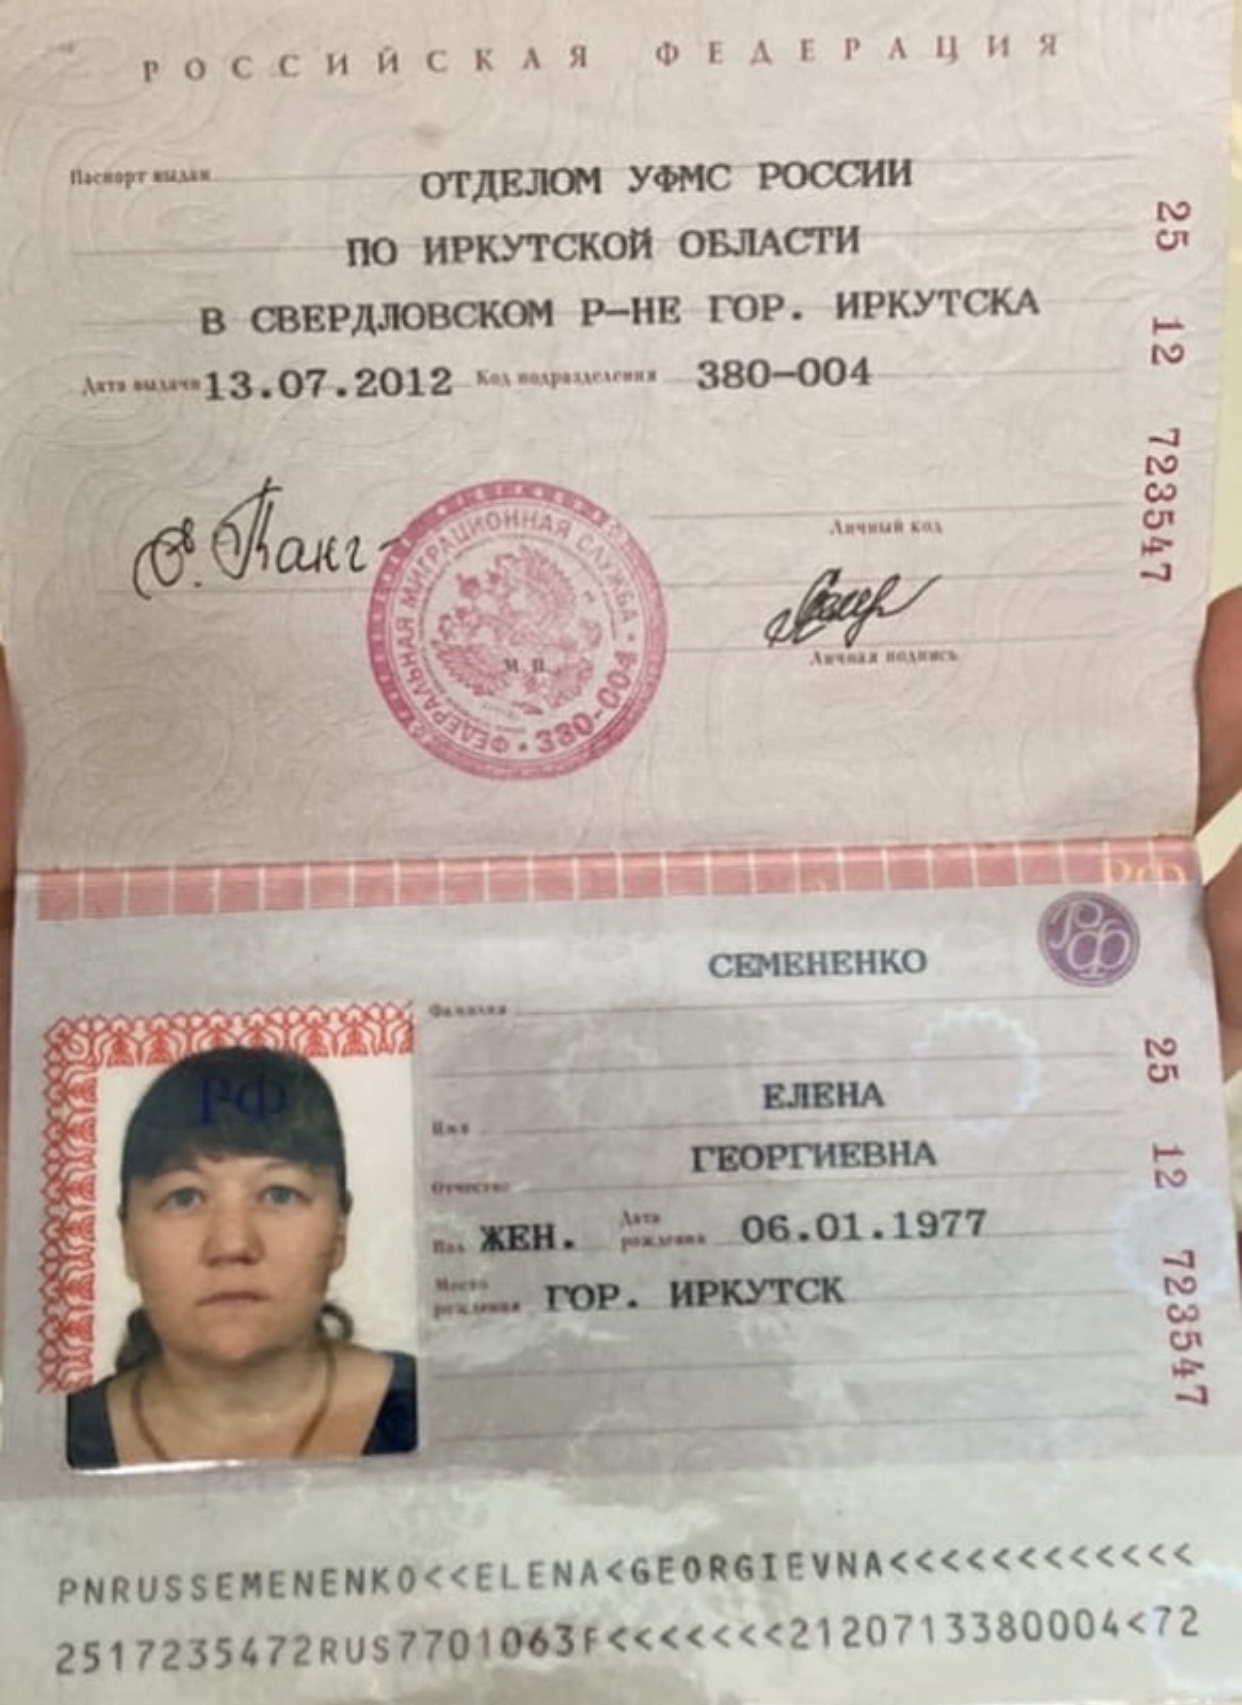 РОССИЙСКАЯ ФЕДЕРАЦИЯ
Паспорт выдан ОТДЕЛОМ УФМС РОССИИ
ПО ИРКУТСКОЙ ОБЛАСТИ
В СВЕРДЛОВСКОМ Р-НЕ ГОР. ИРКУТСКА
Дата выдачи 13.07.2012 Код подразделения 380-004
25 12 723547
Личный код
ФЕДЕРАЛЬНАЯ МИГРАЦИОННАЯ СЛУЖБА • 380-004 •
М.П.
Личная подпись
РФ
СЕМЕНЕНКО
Фамилия
РФ
ЕЛЕНА
Имя
ГЕОРГИЕВНА
Отчество
Пол ЖЕН. Дата рождения 06.01.1977
Место рождения ГОР. ИРКУТСК
25 12 723547
РФ
PNRUSSEMENENKO<<ELENA<GEORGIEVNA<<<<<<<<<<<<
2517235472RUS7701063F<<<<<<<2120713380004<72